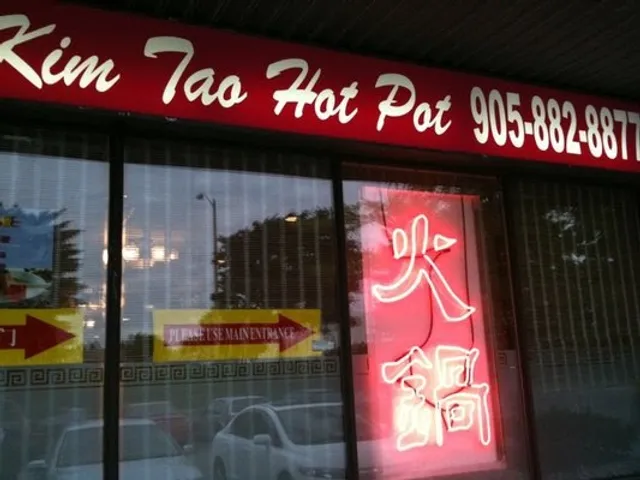 Kim Tao Hot Pot 905-882-8877
火
鍋
PLEASE USE MAIN ENTRANCE